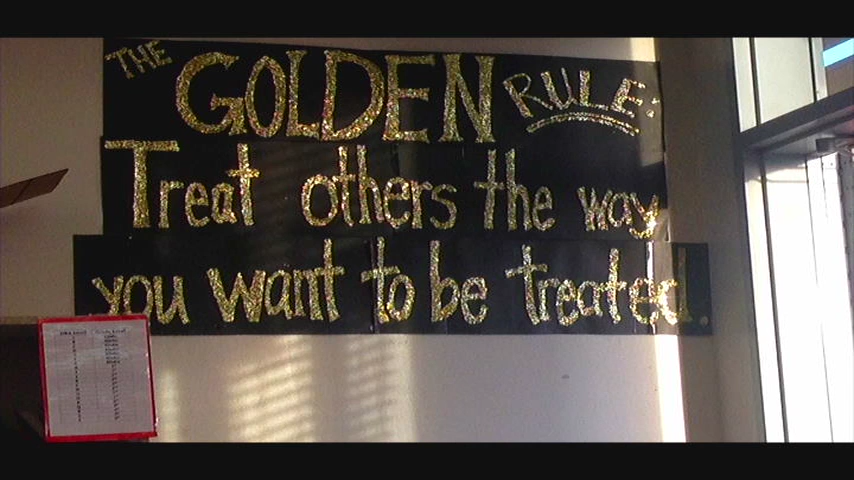 THE GOLDEN RULE:
Treat others the way
you want to be treated!.